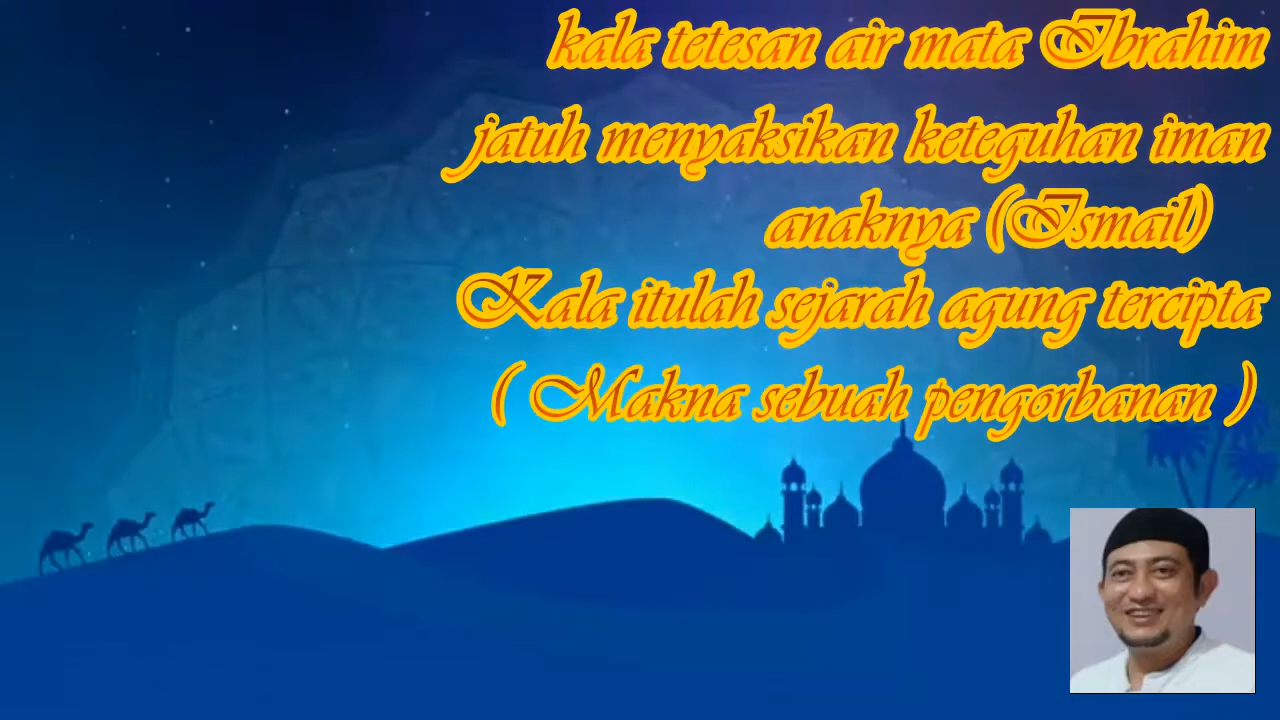 kala tetesan air mata Ibrahim
jatuh menyaksikan keteguhan iman
anaknya (Ismail)
Kala itulah sejarah agung tercipta
( Makna sebuah pengorbanan )